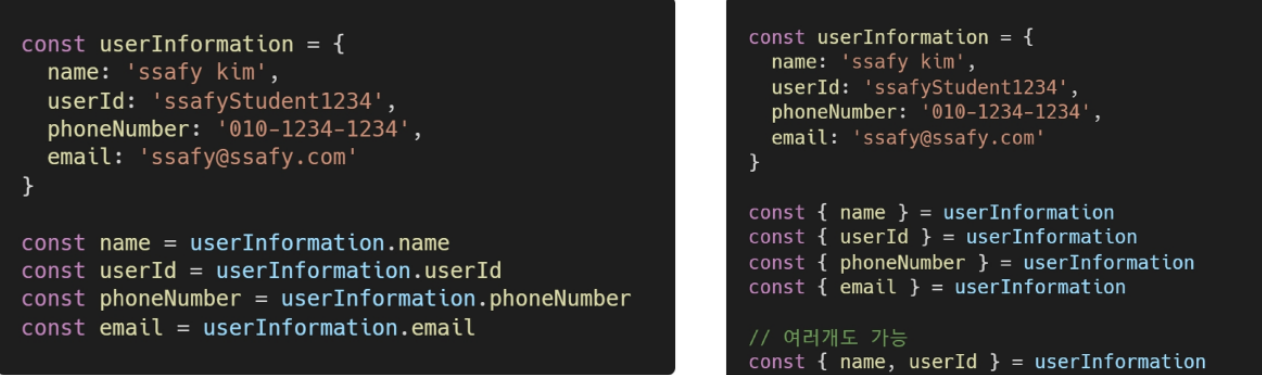 const userInformation = {
  name: 'ssafy kim',
  userId: 'ssafyStudent1234',
  phoneNumber: '010-1234-1234',
  email: 'ssafy@ssafy.com'
}

const name = userInformation.name
const userId = userInformation.userId
const phoneNumber = userInformation.phoneNumber
const email = userInformation.email

const userInformation = {
  name: 'ssafy kim',
  userId: 'ssafyStudent1234',
  phoneNumber: '010-1234-1234',
  email: 'ssafy@ssafy.com'
}

const { name } = userInformation
const { userId } = userInformation
const { phoneNumber } = userInformation
const { email } = userInformation

// 여러개도 가능
const { name, userId } = userInformation